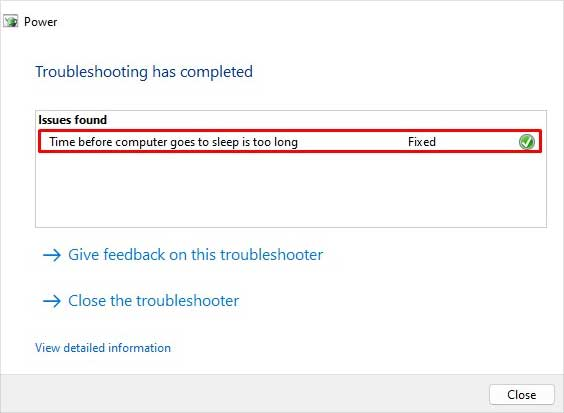 Power
Troubleshooting has completed
Issues found
Time before computer goes to sleep is too long Fixed
Give feedback on this troubleshooter
Close the troubleshooter
View detailed information
Close